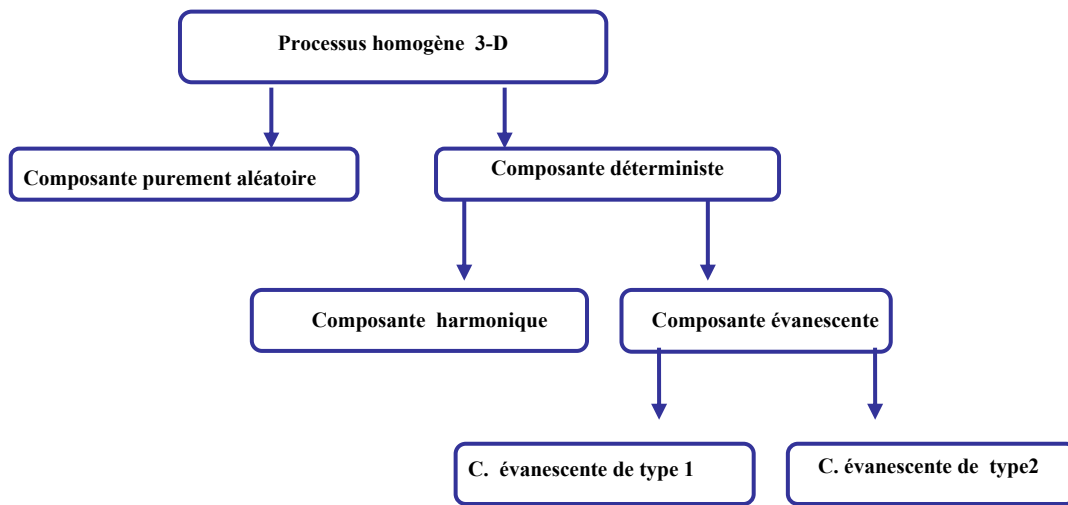 Processus homogène 3-D
Composante purement aléatoire
Composante déterministe
Composante harmonique
Composante évanescente
C. évanescente de type 1
C. évanescente de type2